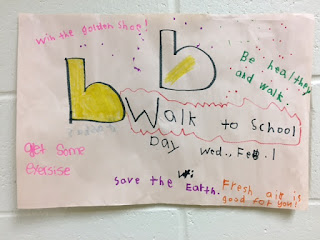 win the golden shoe!
Be healthey
and walk.
Walk to School
Day Wed., Feb. 1
get some
exersise
save the
Earth.
Fresh air is
good for you!